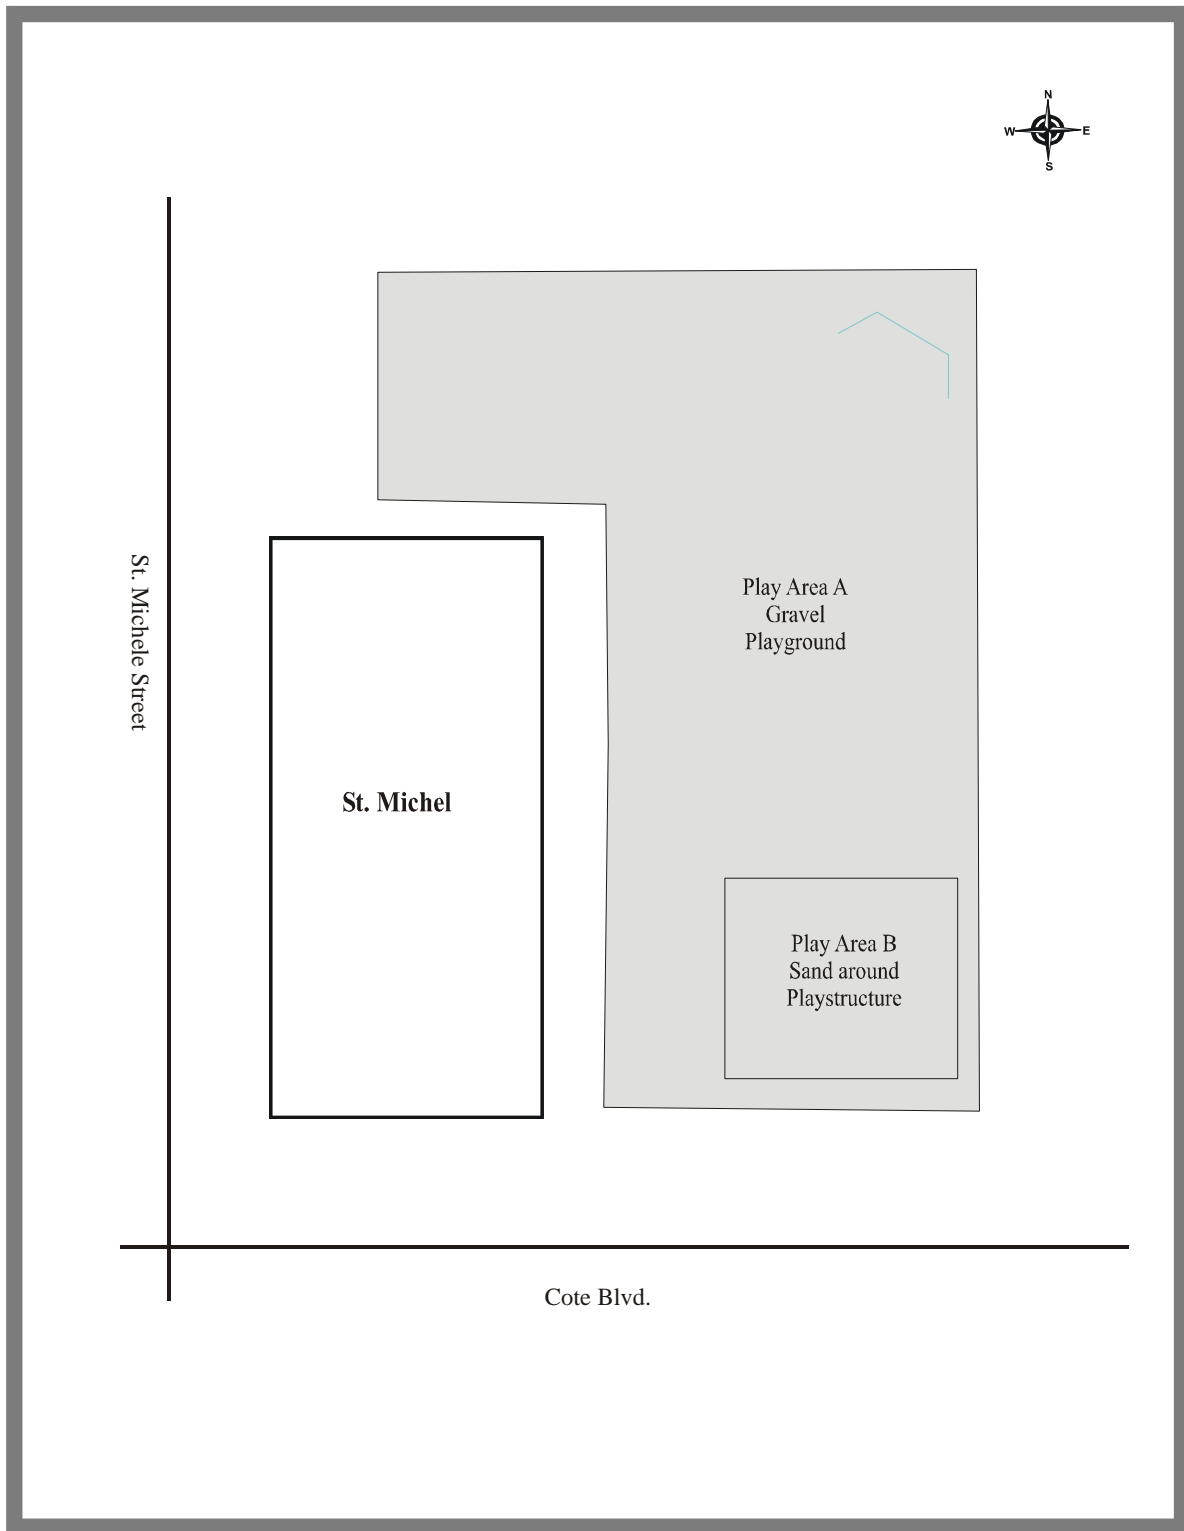 N
W E
S
St. Michele Street
Play Area A
Gravel
Playground
St. Michel
Play Area B
Sand around
Playstructure
Cote Blvd.